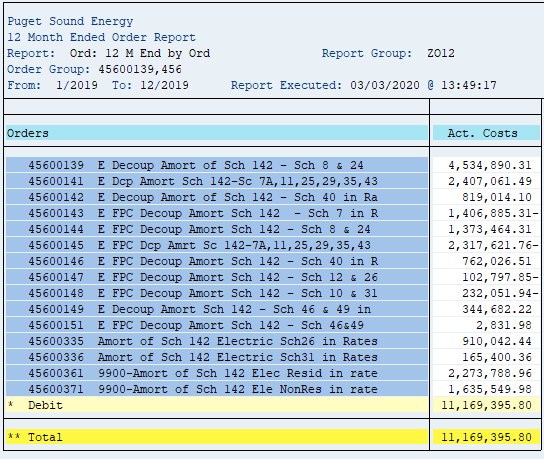 Puget Sound Energy
12 Month Ended Order Report
Report: Ord: 12 M End by Ord Report Group: ZO12
Order Group: 45600139,456
From: 1/2019 To: 12/2019 Report Executed: 03/03/2020 @ 13:49:17
Orders Act. Costs
45600139 E Decoup Amort of Sch 142 - Sch 8 & 24 4,534,890.31
45600141 E Dcp Amort Sch 142-Sc 7A,11,25,29,35,43 2,407,061.49
45600142 E Decoup Amort of Sch 142 - Sch 40 in Ra 819,014.10
45600143 E FPC Decoup Amort Sch 142 - Sch 7 in R 1,406,885.31-
45600144 E FPC Decoup Amort Sch 142 - Sch 8 & 24 1,373,464.31
45600145 E FPC Dcp Amrt Sc 142-7A,11,25,29,35,43 2,317,621.76-
45600146 E FPC Decoup Amort Sch 142 - Sch 40 in R 762,026.51
45600147 E FPC Decoup Amort Sch 142 - Sch 12 & 26 102,797.85-
45600148 E FPC Decoup Amort Sch 142 - Sch 10 & 31 232,051.94-
45600149 E Decoup Amort Sch 142 - Sch 46 & 49 in 344,682.22
45600151 E FPC Decoup Amort Sch 142 - Sch 46&49 2,831.98
45600335 Amort of Sch 142 Electric Sch26 in Rates 910,042.44
45600336 Amort of Sch 142 Electric Sch31 in Rates 165,400.36
45600361 9900-Amort of Sch 142 Elec Resid in rate 2,273,788.96
45600371 9900-Amort of Sch 142 Ele NonRes in rate 1,635,549.98
* Debit 11,169,395.80
** Total 11,169,395.80